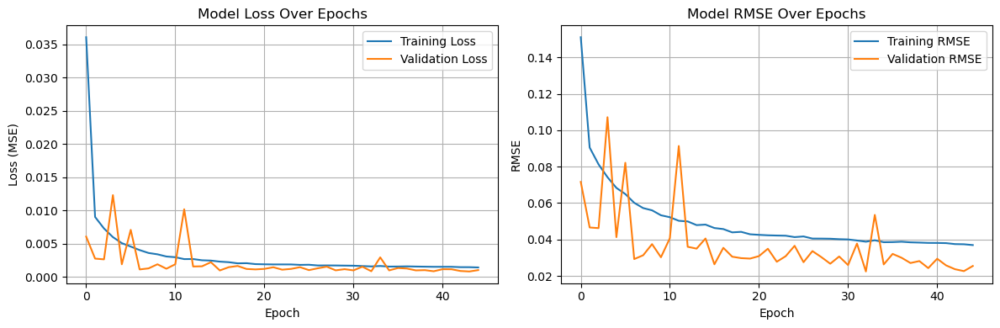 Model Loss Over Epochs
Training Loss
Validation Loss
Loss (MSE)
0.035
0.030
0.025
0.020
0.015
0.010
0.005
0.000
0
10
20
30
40
Epoch
Model RMSE Over Epochs
Training RMSE
Validation RMSE
RMSE
0.14
0.12
0.10
0.08
0.06
0.04
0.02
0
10
20
30
40
Epoch